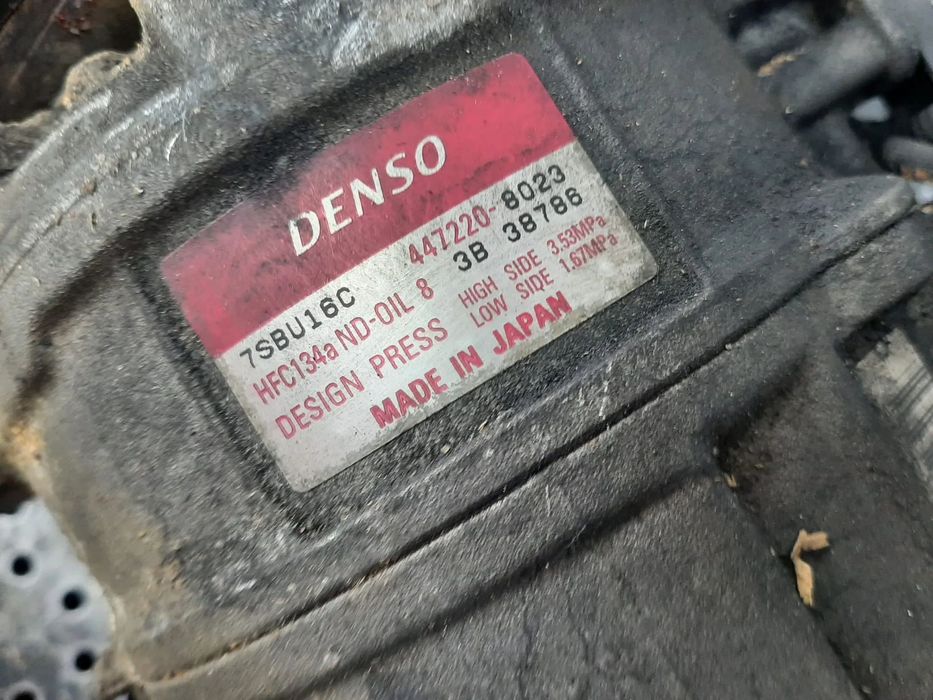 DENSO
447220-8023
7SBU16C 3B 38786
HFC134a ND-OIL 8 HIGH SIDE 3.53MPa
DESIGN PRESS LOW SIDE 1.67MPa
MADE IN JAPAN